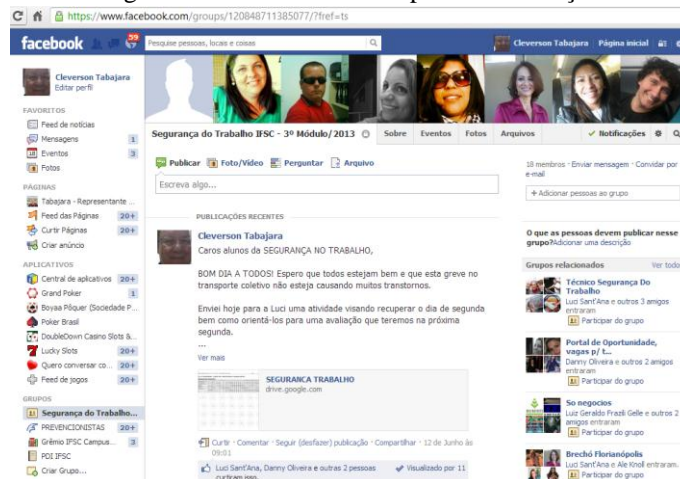 https://www.facebook.com/groups/120848711385077/?fref=ts
facebook
59
Pesquise pessoas, locais e coisas
Cleverson Tabajara
Página inicial
Cleverson Tabajara
Editar perfil
FAVORITOS
Feed de notícias
Mensagens 1
Eventos 3
Fotos
PÁGINAS
Tabajara - Representante ...
Feed das Páginas 20+
Curtir Páginas 20+
Criar anúncio
APLICATIVOS
Central de aplicativos 20+
Grand Poker 1
Boyaa Pôquer (Sociedade P...
Poker Brasil
DoubleDown Casino Slots &...
Lucky Slots 20+
Quero conversar co... 20+
Feed de jogos 20+
GRUPOS
Segurança do Trabalho...
PREVENCIONISTAS 20+
Grêmio IFSC Campus... 3
PDI IFSC
Criar Grupo...
Segurança do Trabalho IFSC - 3º Módulo/2013
Sobre
Eventos
Fotos
Arquivos
Notificações
Publicar
Foto/Vídeo
Perguntar
Arquivo
Escreva algo...
PUBLICAÇÕES RECENTES
Cleverson Tabajara
Caros alunos da SEGURANÇA NO TRABALHO,
BOM DIA A TODOS! Espero que todos estejam bem e que esta greve no
transporte coletivo não esteja causando muitos transtornos.
Enviei hoje para a Luci uma atividade visando recuperar o dia de segunda
bem como orientá-los para uma avaliação que teremos na próxima
segunda.
...
Ver mais
SEGURANCA TRABALHO
drive.google.com
Curtir · Comentar · Seguir (desfazer) publicação · Compartilhar · 12 de Junho às
09:01
Luci Sant'Ana, Danny Oliveira e outras 2 pessoas
curtiram isso.
Visualizado por 11
18 membros · Enviar mensagem · Convidar por
e-mail
+ Adicionar pessoas ao grupo
O que as pessoas devem publicar nesse
grupo? Adicionar uma descrição
Grupos relacionados
Ver todos
Técnico Segurança Do
Trabalho
Luci Sant'Ana e outros 3 amigos
entraram
Participar do grupo
Portal de Oportunidade,
vagas p/ t...
Danny Oliveira e outros 2 amigos
entraram
Participar do grupo
So negocios
Luiz Geraldo Frazli Gelle e outros 2
amigos entraram
Participar do grupo
Brechó Florianópolis
Luci Sant'Ana e Ale Knoll entraram.
Participar do grupo